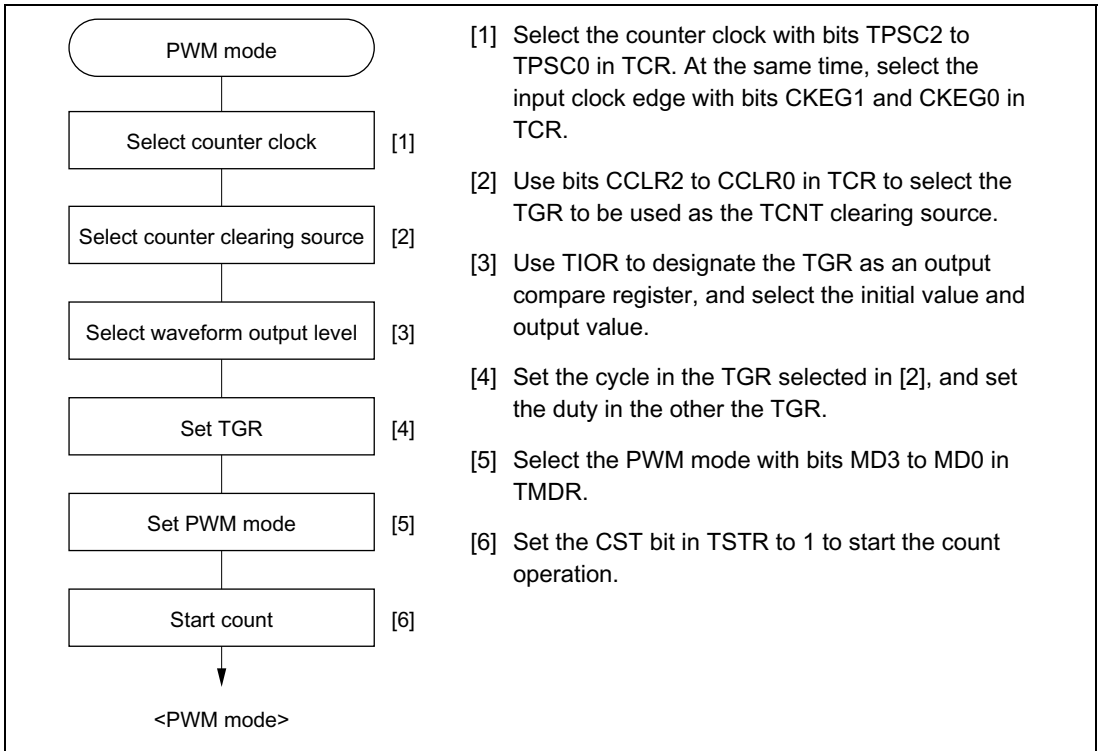 PWM mode
Select counter clock [1]
Select counter clearing source [2]
Select waveform output level [3]
Set TGR [4]
Set PWM mode [5]
Start count [6]
<PWM mode>
[1] Select the counter clock with bits TPSC2 to
TPSC0 in TCR. At the same time, select the
input clock edge with bits CKEG1 and CKEG0 in
TCR.
[2] Use bits CCLR2 to CCLR0 in TCR to select the
TGR to be used as the TCNT clearing source.
[3] Use TIOR to designate the TGR as an output
compare register, and select the initial value and
output value.
[4] Set the cycle in the TGR selected in [2], and set
the duty in the other the TGR.
[5] Select the PWM mode with bits MD3 to MD0 in
TMDR.
[6] Set the CST bit in TSTR to 1 to start the count
operation.